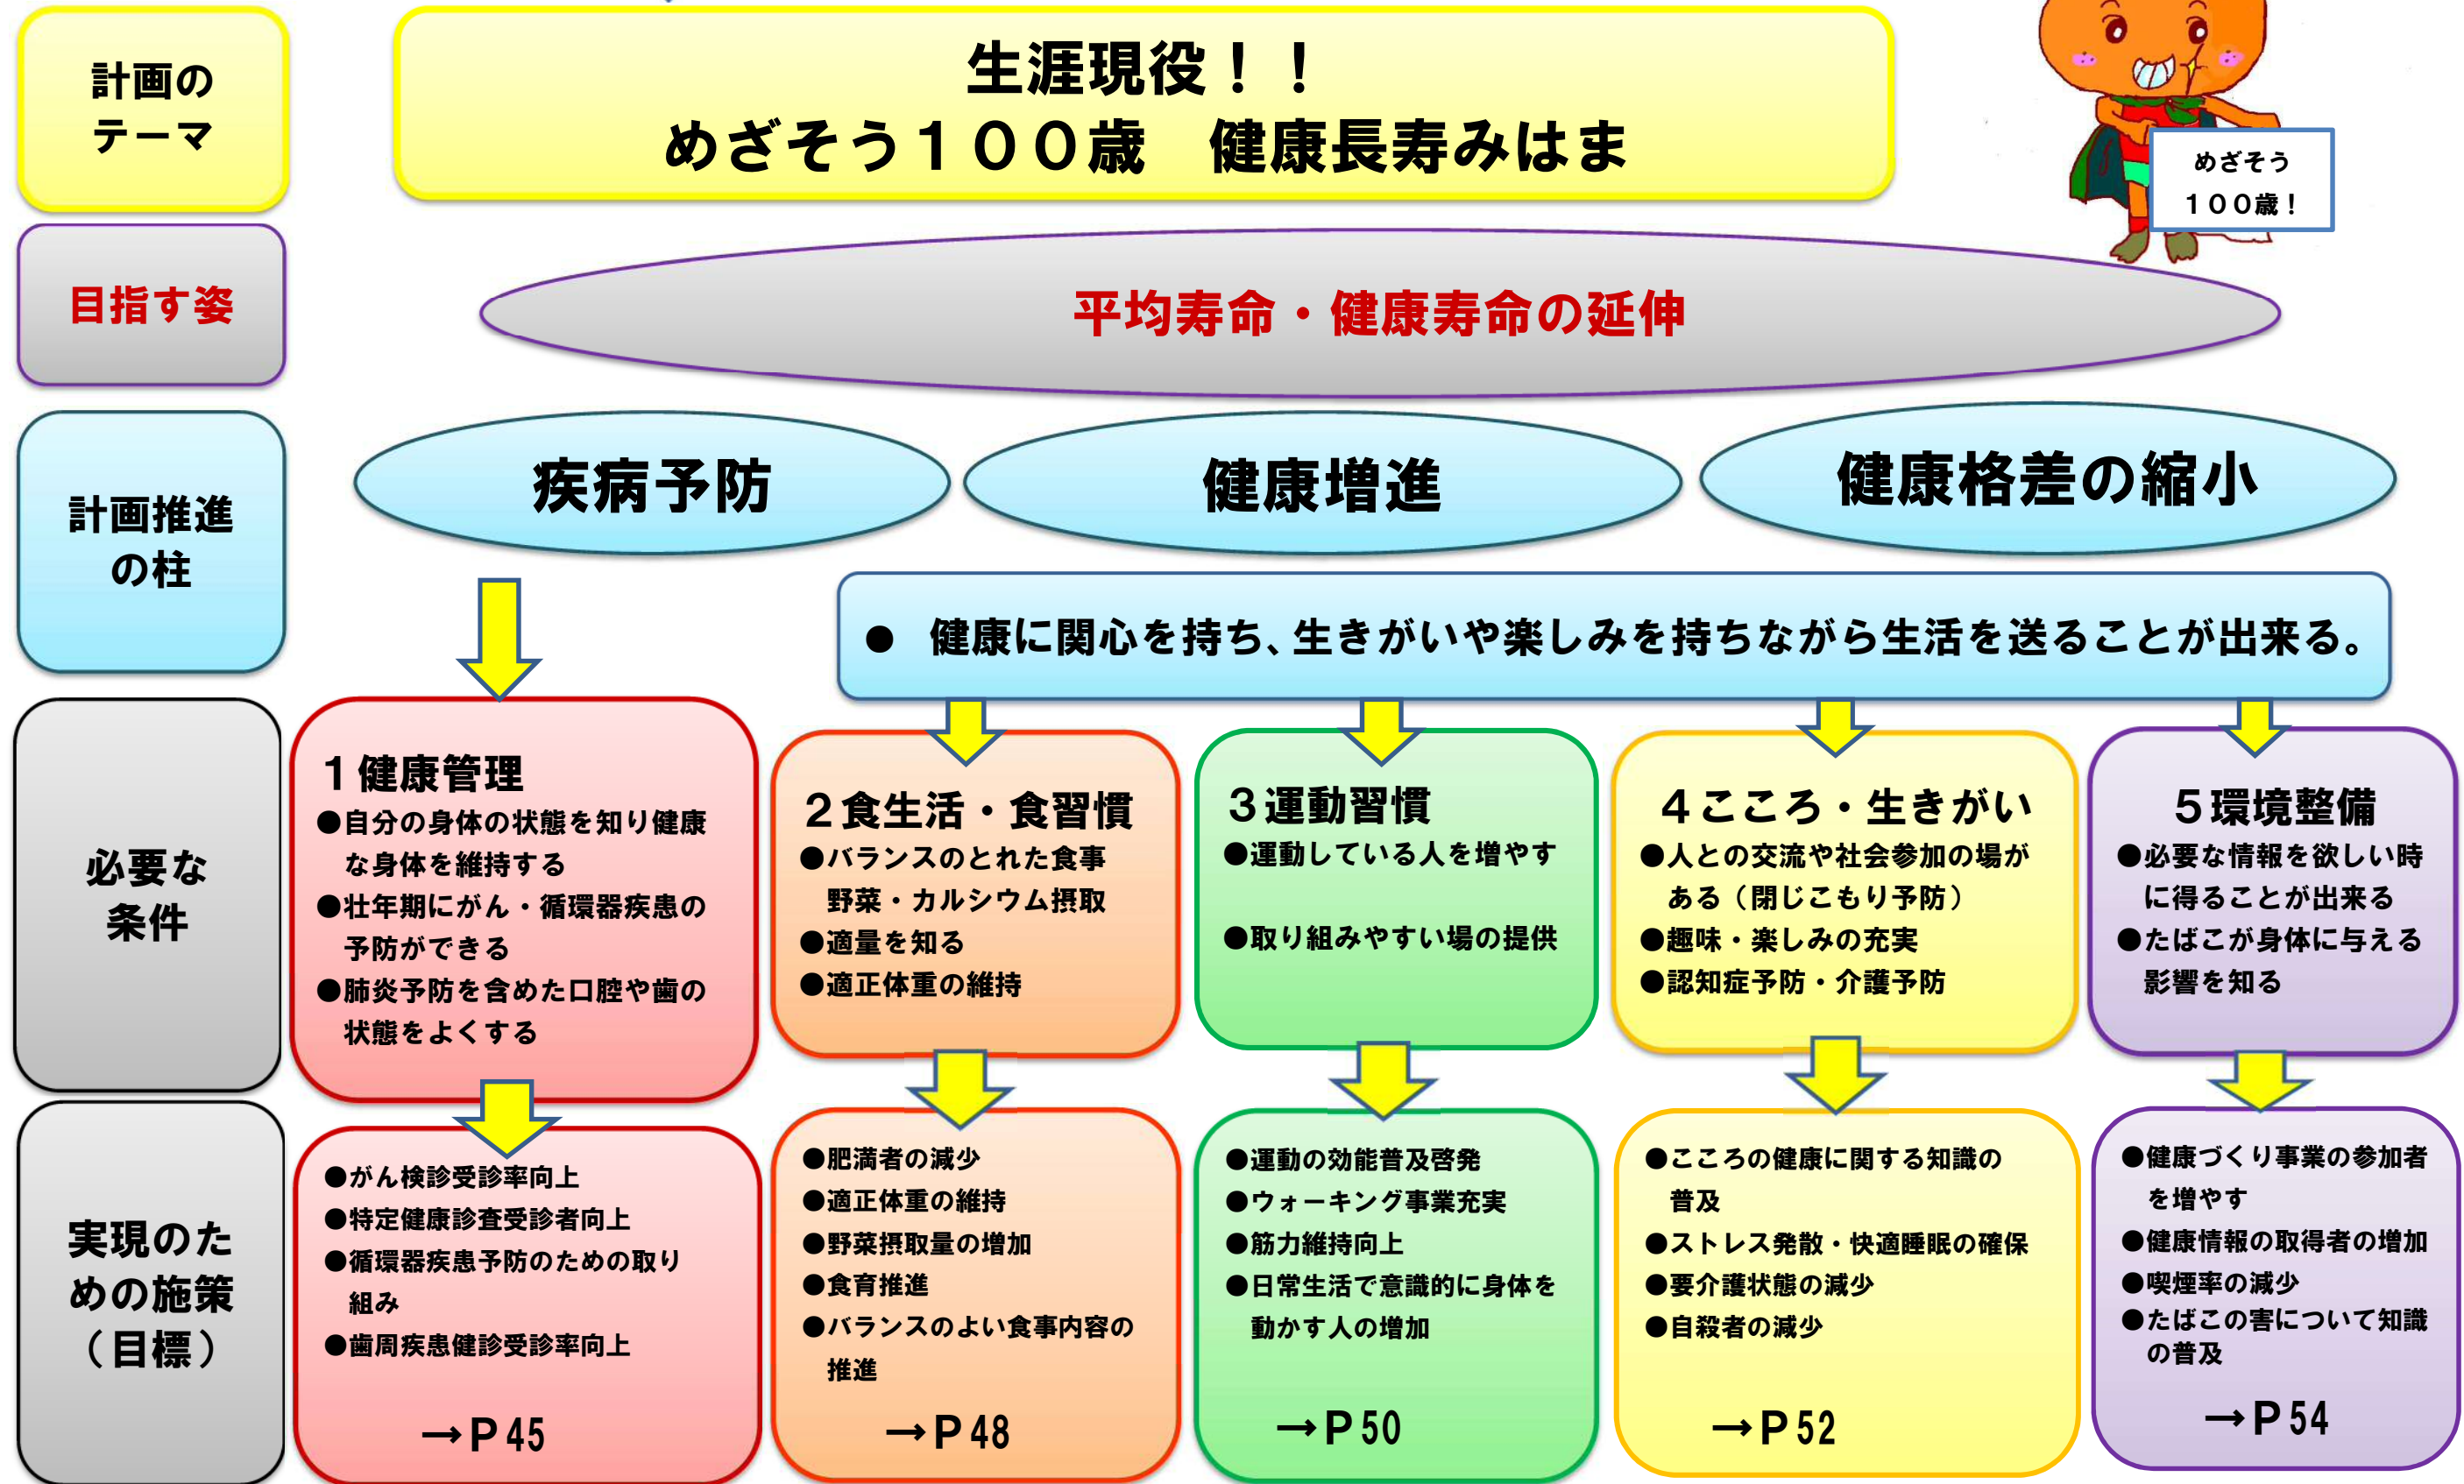 計画の
テーマ
生涯現役！！
めざそう１００歳　健康長寿みはま
めざそう
１００歳！
目指す姿
平均寿命・健康寿命の延伸
計画推進
の柱
疾病予防
健康増進
健康格差の縮小
●　健康に関心を持ち、生きがいや楽しみを持ちながら生活を送ることが出来る。
必要な
条件
１健康管理
●自分の身体の状態を知り健康
な身体を維持する
●壮年期にがん・循環器疾患の
予防ができる
●肺炎予防を含めた口腔や歯の
状態をよくする
２食生活・食習慣
●バランスのとれた食事
野菜・カルシウム摂取
●適量を知る
●適正体重の維持
３運動習慣
●運動している人を増やす
●取り組みやすい場の提供
４こころ・生きがい
●人との交流や社会参加の場が
ある（閉じこもり予防）
●趣味・楽しみの充実
●認知症予防・介護予防
５環境整備
●必要な情報を欲しい時
に得ることが出来る
●たばこが身体に与える
影響を知る
実現のた
めの施策
（目標）
●がん検診受診率向上
●特定健康診査受診者向上
●循環器疾患予防のための取り
組み
●歯周疾患健診受診率向上
→Ｐ45
●肥満者の減少
●適正体重の維持
●野菜摂取量の増加
●食育推進
●バランスのよい食事内容の
推進
→Ｐ48
●運動の効能普及啓発
●ウォーキング事業充実
●筋力維持向上
●日常生活で意識的に身体を
動かす人の増加
→Ｐ50
●こころの健康に関する知識の
普及
●ストレス発散・快適睡眠の確保
●要介護状態の減少
●自殺者の減少
→Ｐ52
●健康づくり事業の参加者
を増やす
●健康情報の取得者の増加
●喫煙率の減少
●たばこの害について知識
の普及
→Ｐ54